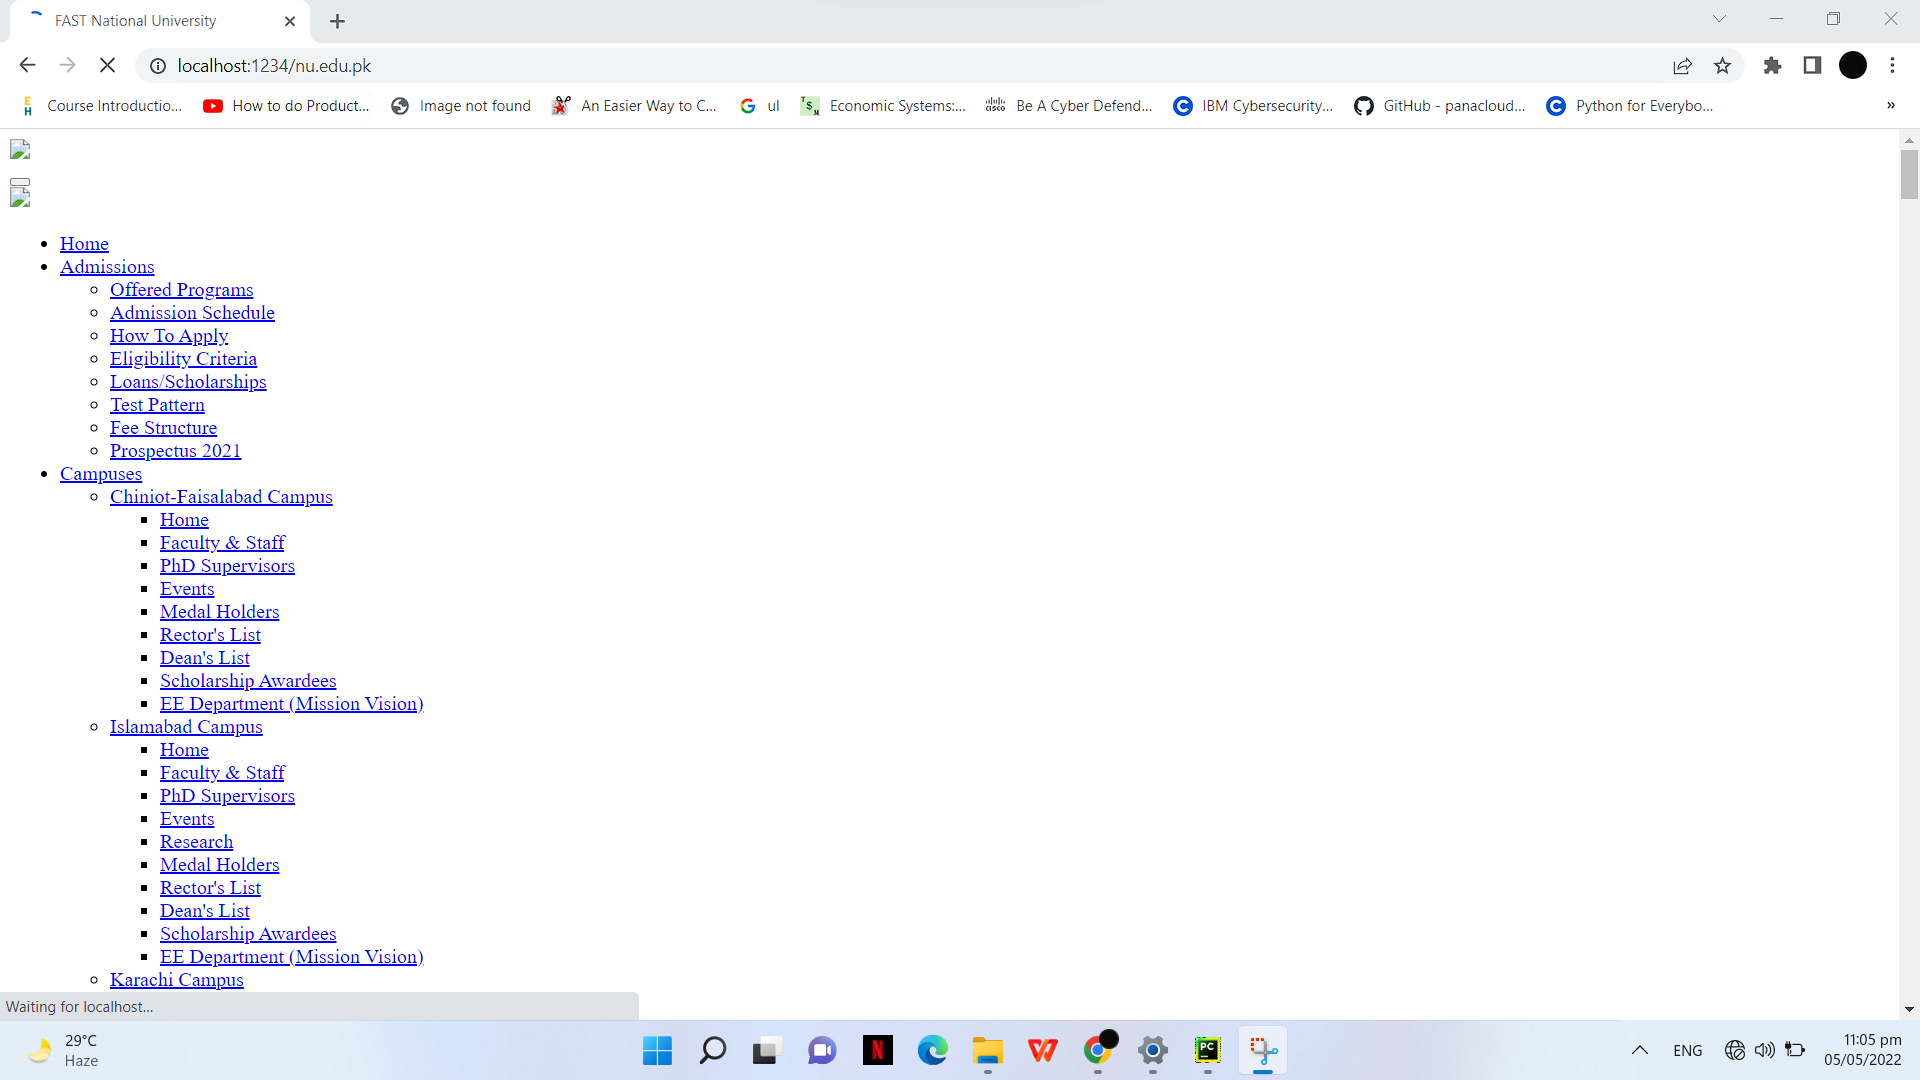 FAST National University
localhost:1234/nu.edu.pk
Course Introductio...
How to do Product...
Image not found
An Easier Way to C...
ul
Economic Systems:...
Be A Cyber Defend...
IBM Cybersecurity...
GitHub - panacloud...
Python for Everybo...
»
Home
Admissions
Offered Programs
Admission Schedule
How To Apply
Eligibility Criteria
Loans/Scholarships
Test Pattern
Fee Structure
Prospectus 2021
Campuses
Chiniot-Faisalabad Campus
Home
Faculty & Staff
PhD Supervisors
Events
Medal Holders
Rector's List
Dean's List
Scholarship Awardees
EE Department (Mission Vision)
Islamabad Campus
Home
Faculty & Staff
PhD Supervisors
Events
Research
Medal Holders
Rector's List
Dean's List
Scholarship Awardees
EE Department (Mission Vision)
Karachi Campus
Waiting for localhost...
29°C
Haze
ENG
11:05 pm
05/05/2022